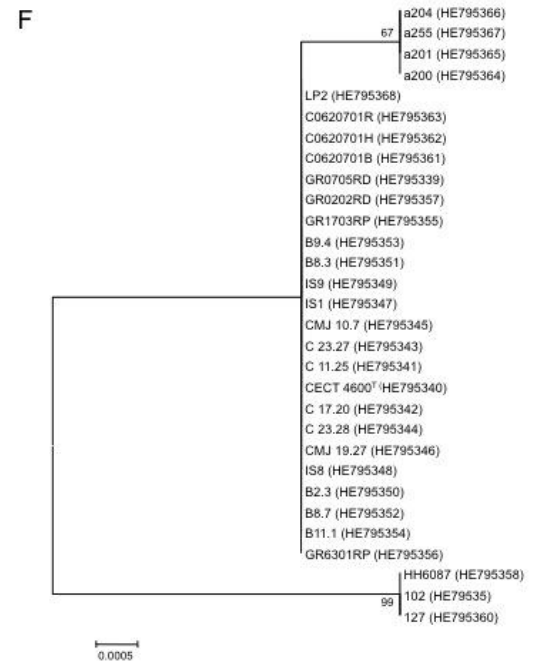 F
a204 (HE795366)
67
a255 (HE795367)
a201 (HE795365)
a200 (HE795364)
LP2 (HE795368)
C0620701R (HE795363)
C0620701H (HE795362)
C0620701B (HE795361)
GR0705RD (HE795339)
GR0202RD (HE795357)
GR1703RP (HE795355)
B9.4 (HE795353)
B8.3 (HE795351)
IS9 (HE795349)
IS1 (HE795347)
CMJ 10.7 (HE795345)
C 23.27 (HE795343)
C 11.25 (HE795341)
CECT 4600ᵀ (HE795340)
C 17.20 (HE795342)
C 23.28 (HE795344)
CMJ 19.27 (HE795346)
IS8 (HE795348)
B2.3 (HE795350)
B8.7 (HE795352)
B11.1 (HE795354)
GR6301RP (HE795356)
HH6087 (HE795358)
99
102 (HE79535)
127 (HE795360)
0.0005